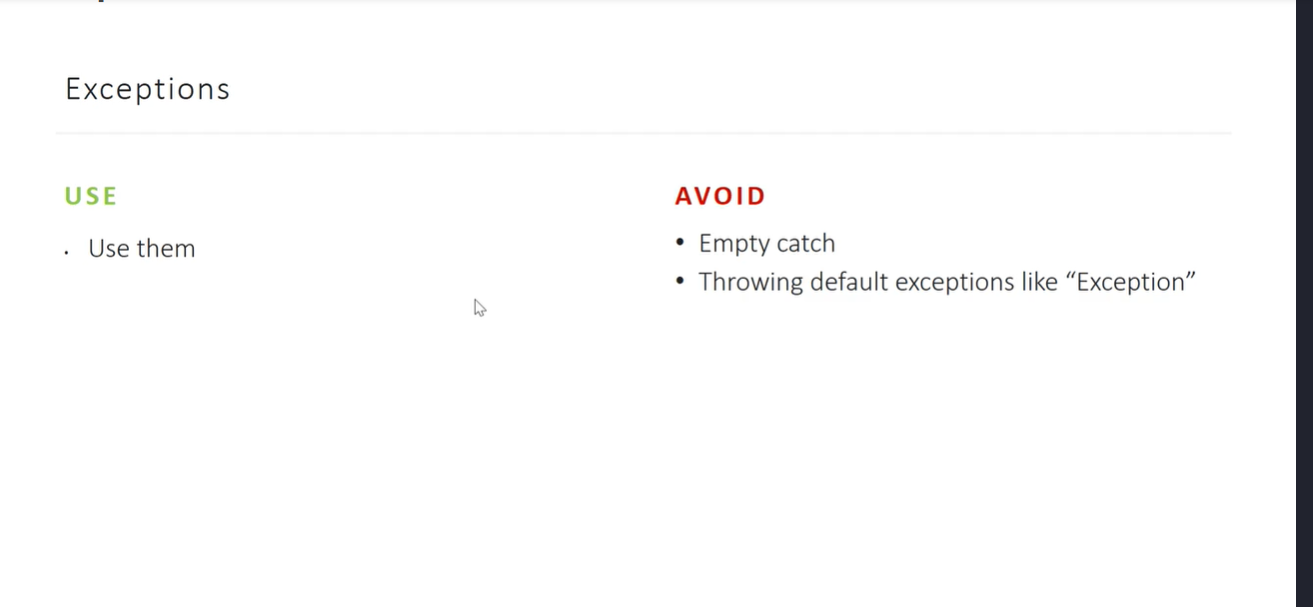 Exceptions
USE
• Use them
AVOID
• Empty catch
• Throwing default exceptions like “Exception”